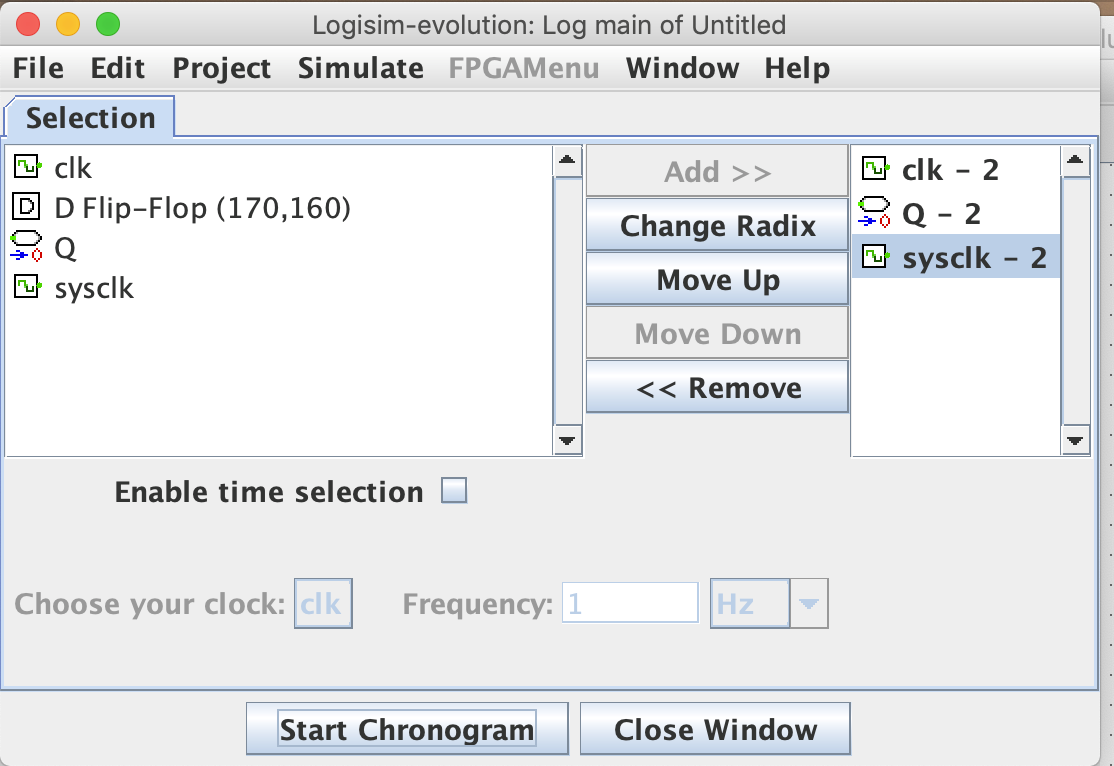 Logisim-evolution: Log main of Untitled
File Edit Project Simulate FPGAMenu Window Help
Selection
clk
D Flip-Flop (170,160)
Q
sysclk
Add >>
Change Radix
Move Up
Move Down
<< Remove
clk - 2
Q - 2
sysclk - 2
Enable time selection
Choose your clock: clk Frequency: 1 Hz
Start Chronogram Close Window